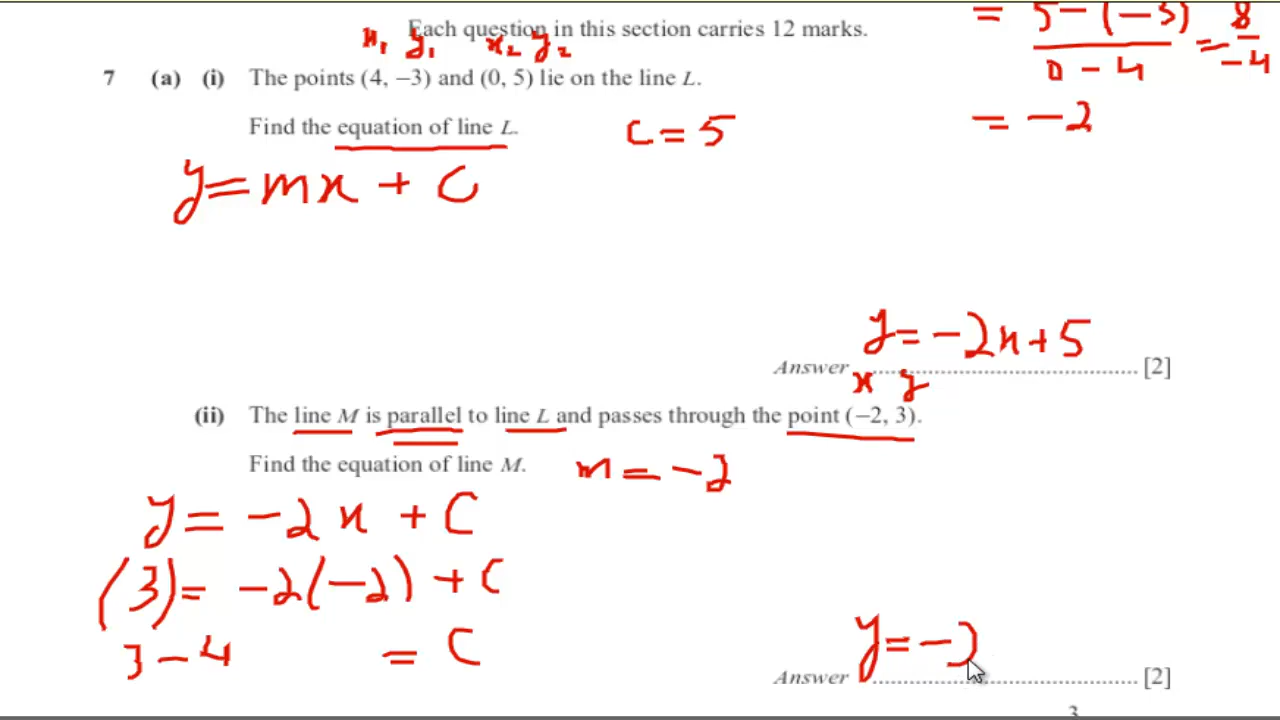 Each question in this section carries 12 marks.
= 5 - (-3) / 0 - 4 = 8 / -4
x₁ y₁ x₂ y₂
7 (a) (i) The points (4, −3) and (0, 5) lie on the line L.
= -2
Find the equation of line L.
c = 5
y = mx + c
y = -2x + 5
Answer ........................................ [2]
x y
(ii) The line M is parallel to line L and passes through the point (−2, 3).
Find the equation of line M.
m = -2
y = -2x + c
(3) = -2(-2) + c
3 - 4 = c
y = -2
Answer ........................................ [2]